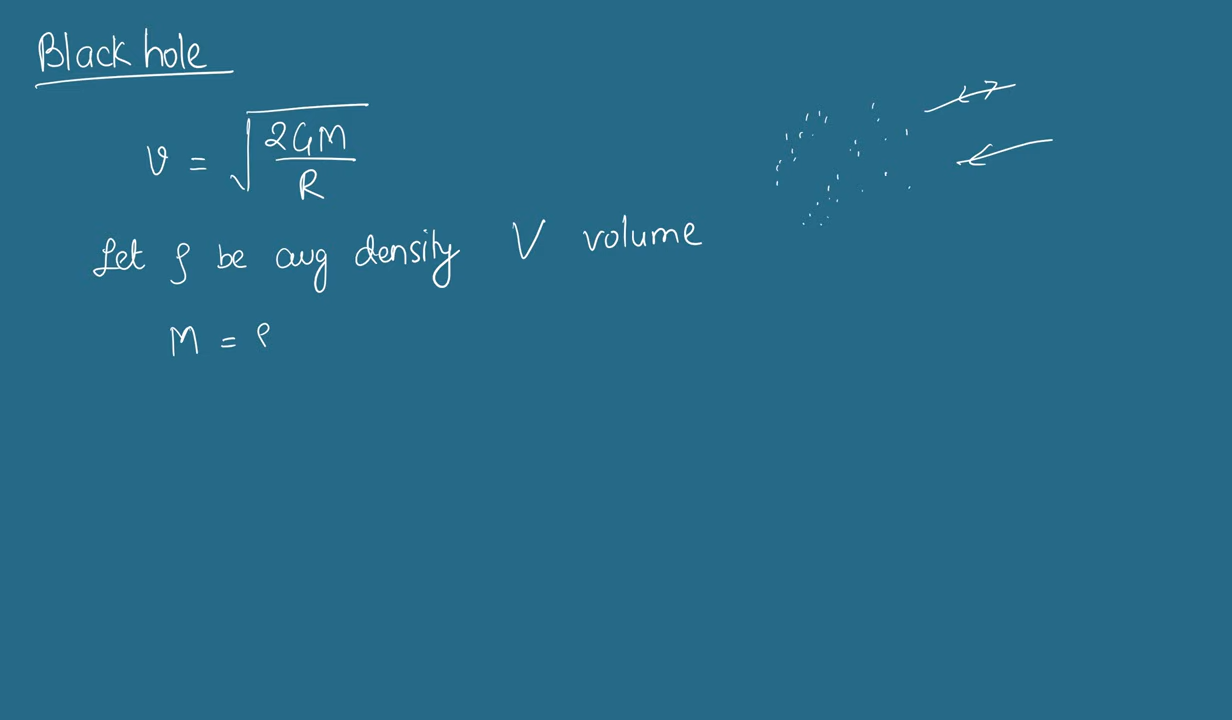 Black hole
v = √(2GM/R)
Let ρ be avg density V volume
M = ρ